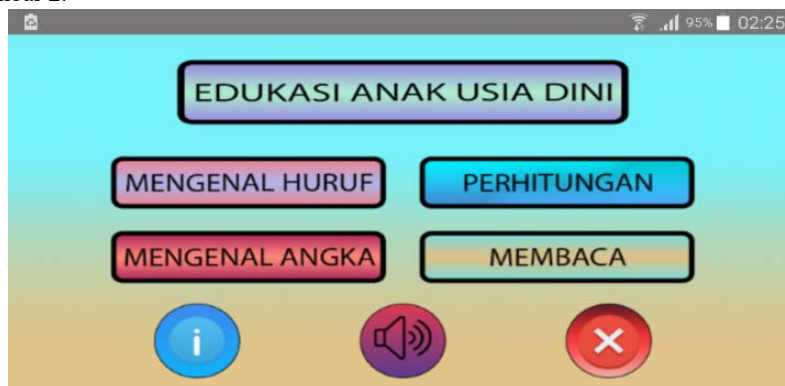 95% 02:25
EDUKASI ANAK USIA DINI
MENGENAL HURUF PERHITUNGAN
MENGENAL ANGKA MEMBACA
i